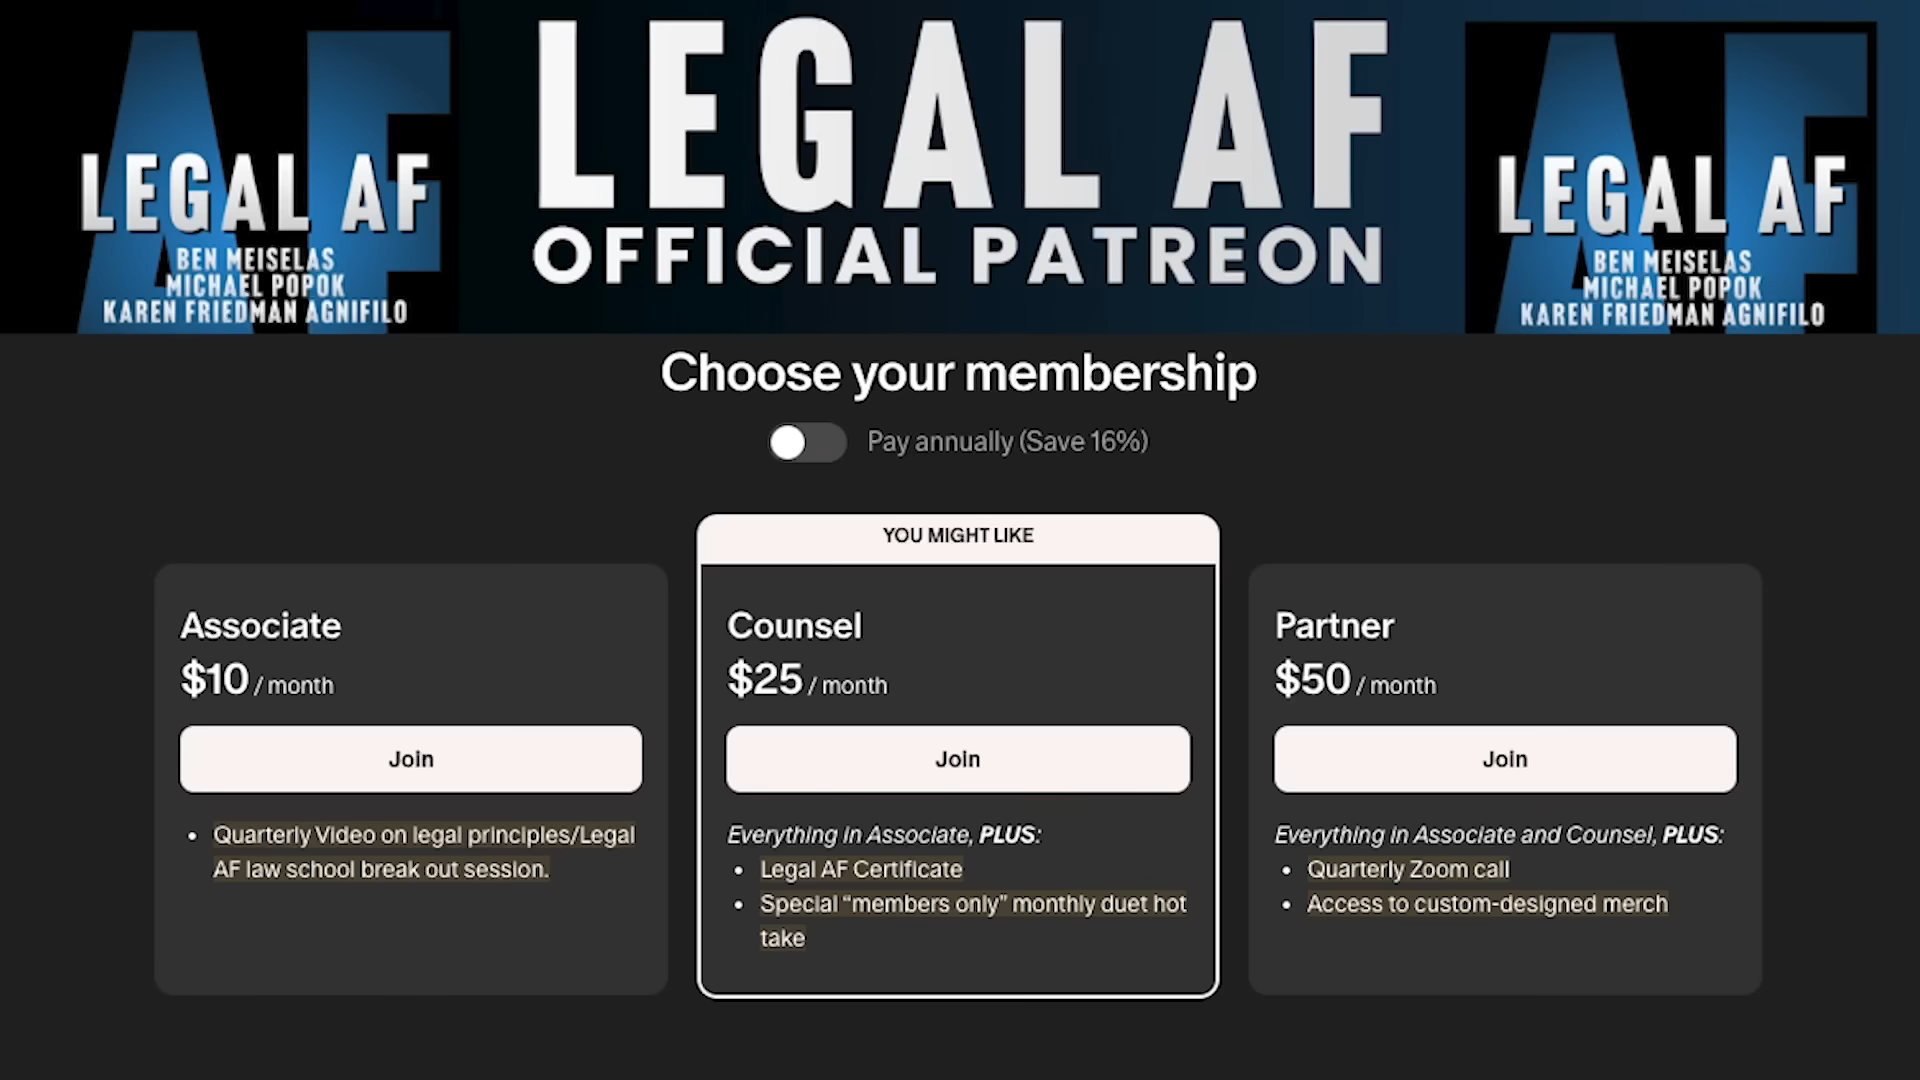 LEGAL AF
BEN MEISELAS
MICHAEL POPOK
KAREN FRIEDMAN AGNIFILO
LEGAL AF
OFFICIAL PATREON
LEGAL AF
BEN MEISELAS
MICHAEL POPOK
KAREN FRIEDMAN AGNIFILO
Choose your membership
Pay annually (Save 16%)
Associate
$10 / month
Join
• Quarterly Video on legal principles/Legal
AF law school break out session.
YOU MIGHT LIKE
Counsel
$25 / month
Join
Everything in Associate, PLUS:
• Legal AF Certificate
• Special “members only” monthly duet hot
take
Partner
$50 / month
Join
Everything in Associate and Counsel, PLUS:
• Quarterly Zoom call
• Access to custom-designed merch